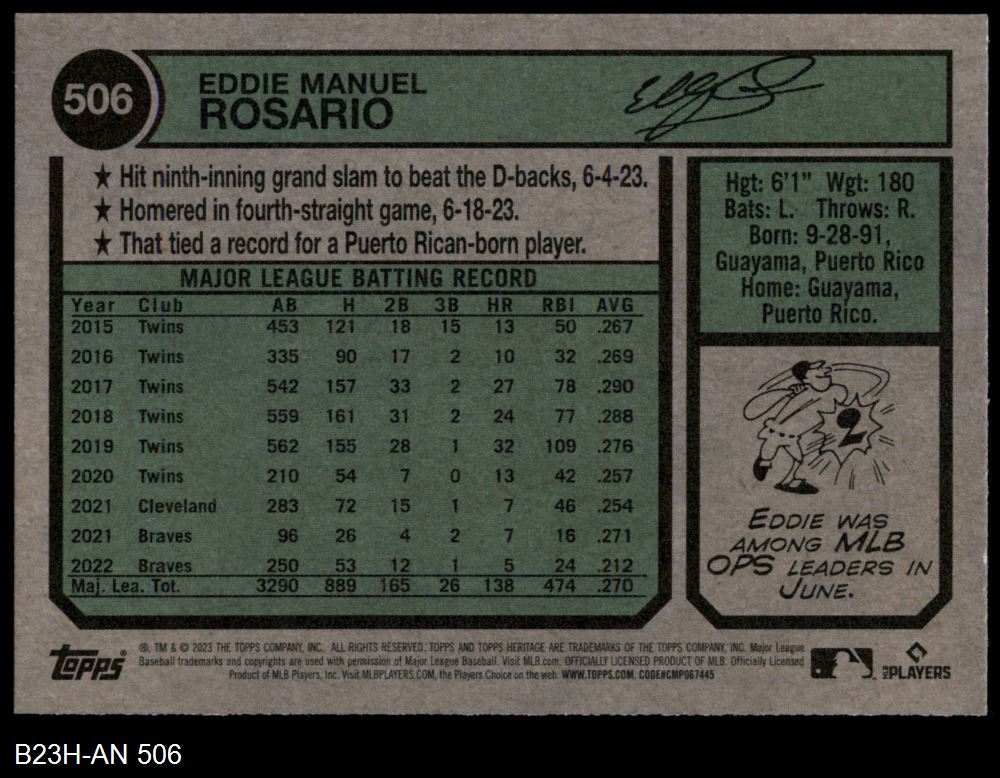 506
EDDIE MANUEL
ROSARIO
★ Hit ninth-inning grand slam to beat the D-backs, 6-4-23.
★ Homered in fourth-straight game, 6-18-23.
★ That tied a record for a Puerto Rican-born player.
MAJOR LEAGUE BATTING RECORD
Year Club AB H 2B 3B HR RBI AVG
2015 Twins 453 121 18 15 13 50 .267
2016 Twins 335 90 17 2 10 32 .269
2017 Twins 542 157 33 2 27 78 .290
2018 Twins 559 161 31 2 24 77 .288
2019 Twins 562 155 28 1 32 109 .276
2020 Twins 210 54 7 0 13 42 .257
2021 Cleveland 283 72 15 1 7 46 .254
2021 Braves 96 26 4 2 7 16 .271
2022 Braves 250 53 12 1 5 24 .212
Maj. Lea. Tot. 3290 889 165 26 138 474 .270
Hgt: 6'1" Wgt: 180
Bats: L. Throws: R.
Born: 9-28-91,
Guayama, Puerto Rico
Home: Guayama,
Puerto Rico.
2
EDDIE WAS
AMONG MLB
OPS LEADERS IN
JUNE.
topps
®, TM & © 2023 THE TOPPS COMPANY, INC. ALL RIGHTS RESERVED. TOPPS AND TOPPS HERITAGE ARE TRADEMARKS OF THE TOPPS COMPANY, INC. Major League
Baseball trademarks and copyrights are used with permission of Major League Baseball. Visit MLB.com. OFFICIALLY LICENSED PRODUCT OF MLB. Officially Licensed
Product of MLB Players, Inc. Visit MLBPLAYERS.COM, the Players Choice on the web. WWW.TOPPS.COM. CODE#CMP067445
MLB PLAYERS
B23H-AN 506